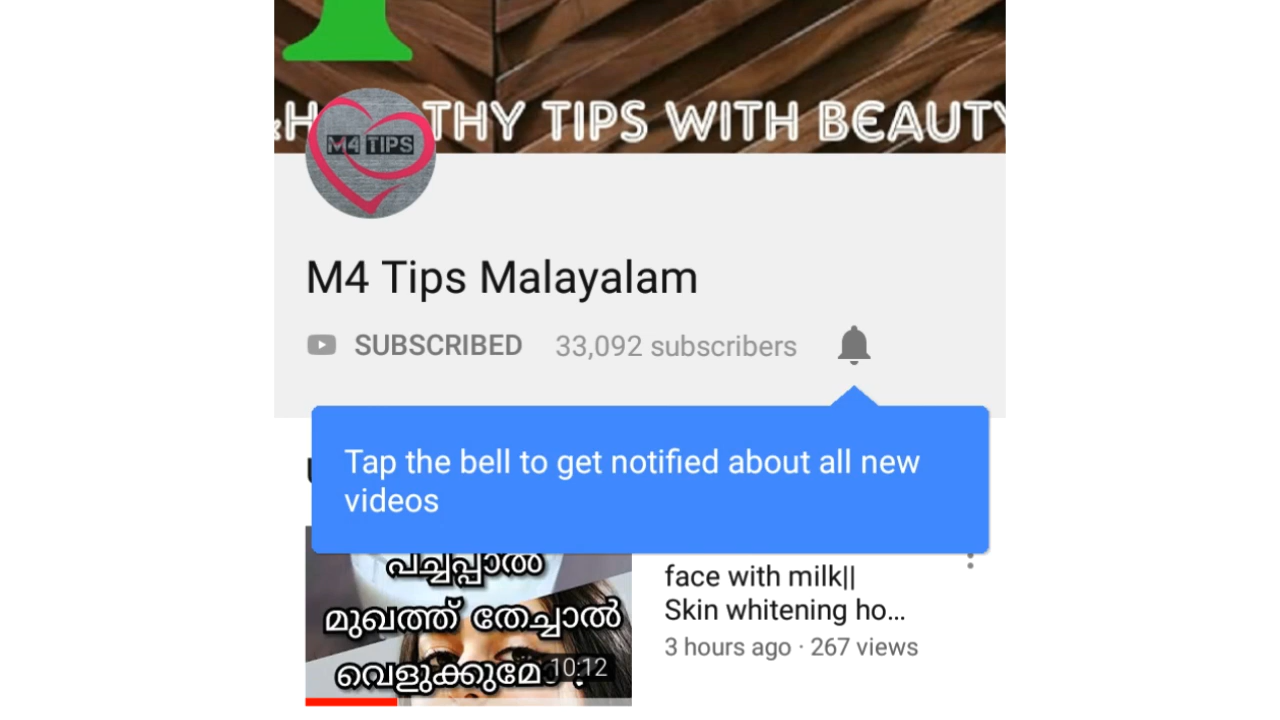 THY TIPS WITH BEAUTY
M4 TIPS
M4 Tips Malayalam
SUBSCRIBED 33,092 subscribers
Tap the bell to get notified about all new
videos
പച്ചപ്പാൽ
മുഖത്ത് തേച്ചാൽ
വെളുക്കുമോ
10:12
face with milk||
Skin whitening ho...
3 hours ago · 267 views